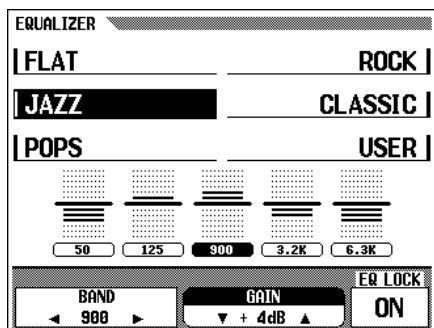 EQUALIZER
FLAT ROCK
JAZZ CLASSIC
POPS USER
50 125 900 3.2K 6.3K
EQ LOCK
BAND GAIN ON
◄ 900 ► ▼ + 4dB ▲